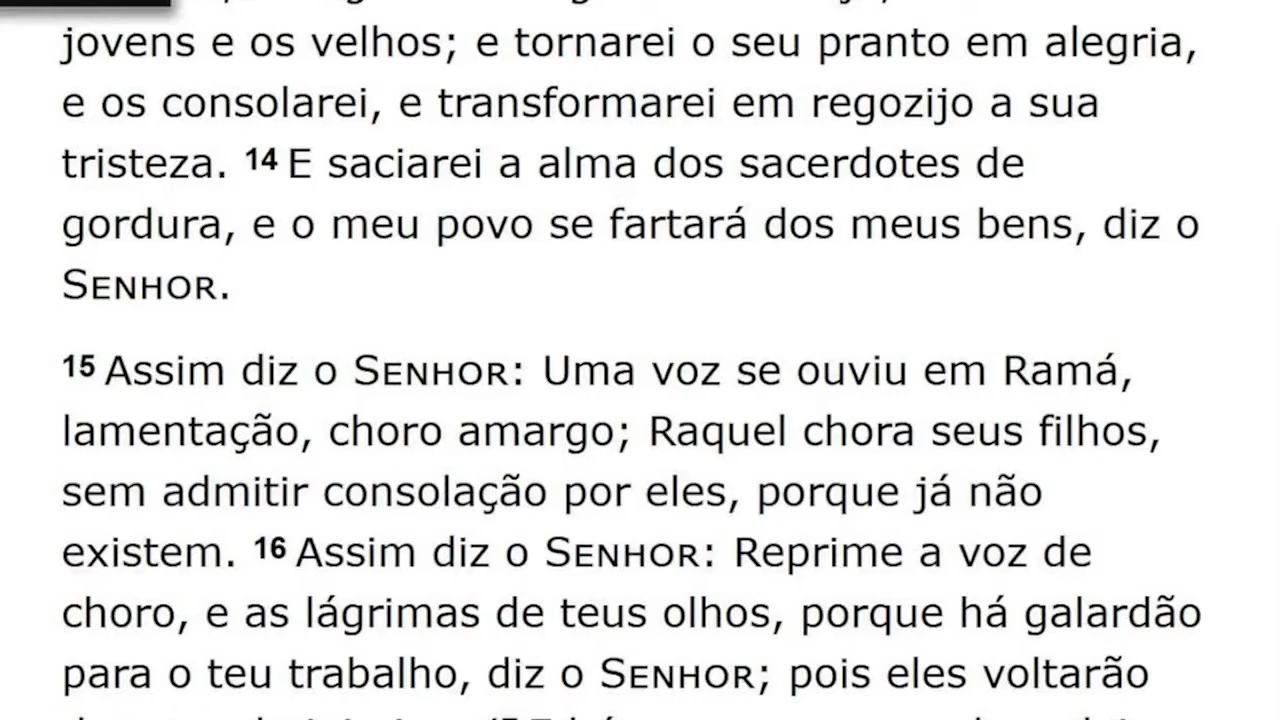 jovens e os velhos; e tornarei o seu pranto em alegria,
e os consolarei, e transformarei em regozijo a sua
tristeza. 14 E saciarei a alma dos sacerdotes de
gordura, e o meu povo se fartará dos meus bens, diz o
SENHOR.
15 Assim diz o SENHOR: Uma voz se ouviu em Ramá,
lamentação, choro amargo; Raquel chora seus filhos,
sem admitir consolação por eles, porque já não
existem. 16 Assim diz o SENHOR: Reprime a voz de
choro, e as lágrimas de teus olhos, porque há galardão
para o teu trabalho, diz o SENHOR; pois eles voltarão